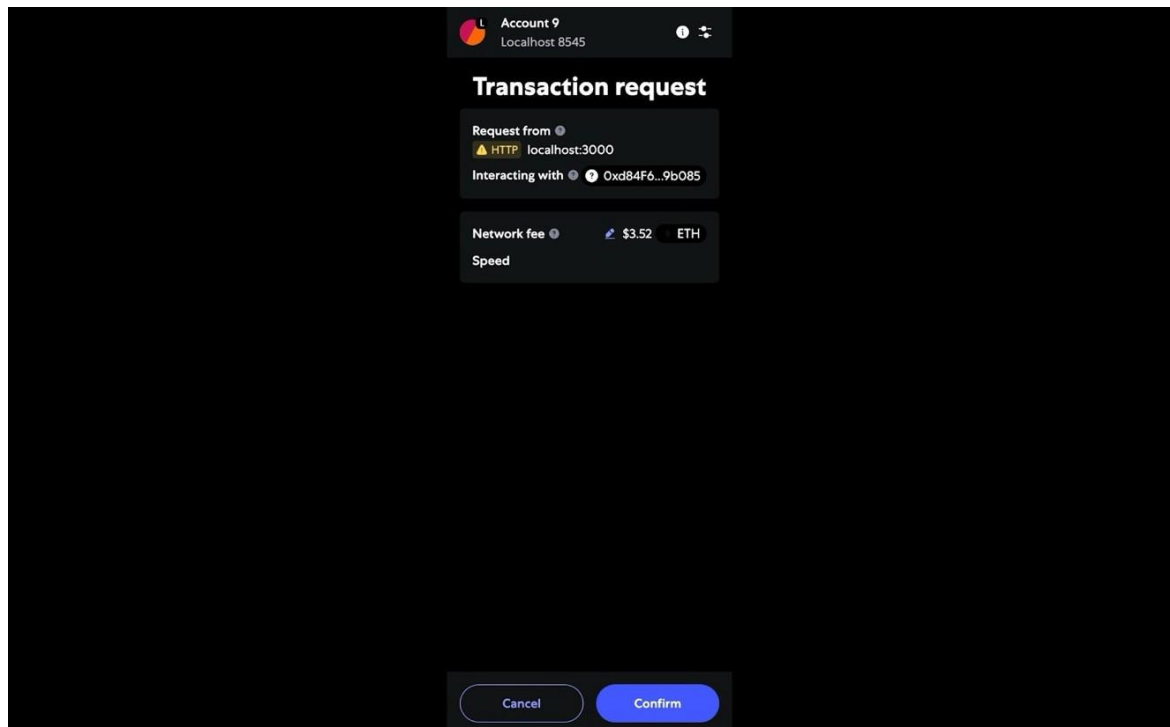 L
Account 9
Localhost 8545
Transaction request
Request from
HTTP localhost:3000
Interacting with 0xd84F6...9b085
Network fee $3.52 ETH
Speed
Cancel Confirm